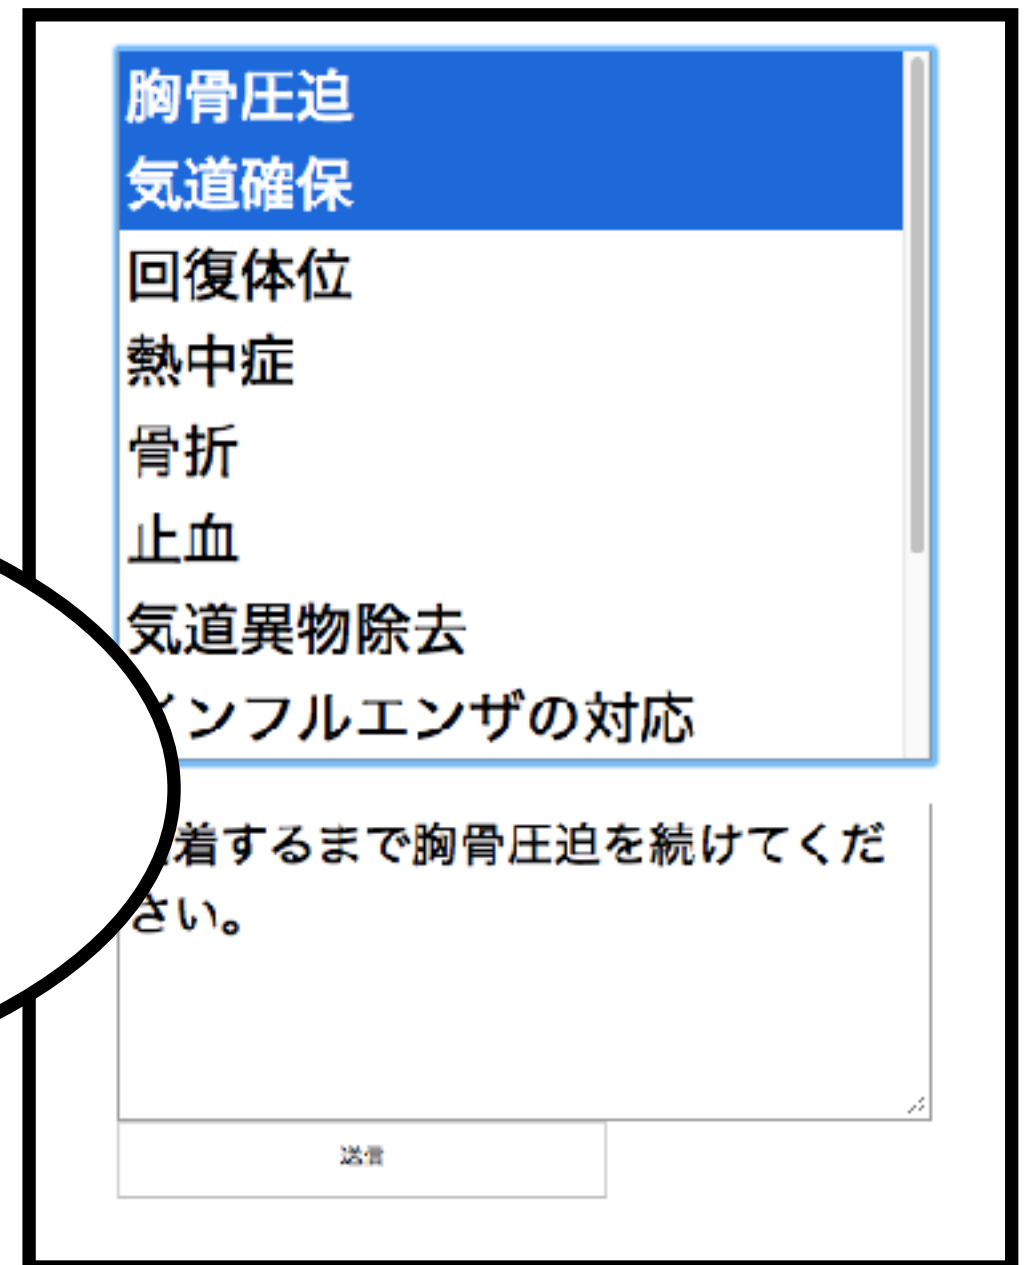 胸骨圧迫
気道確保
回復体位
熱中症
骨折
止血
気道異物除去
ンフルエンザの対応
着するまで胸骨圧迫を続けてくだ
さい。
送信